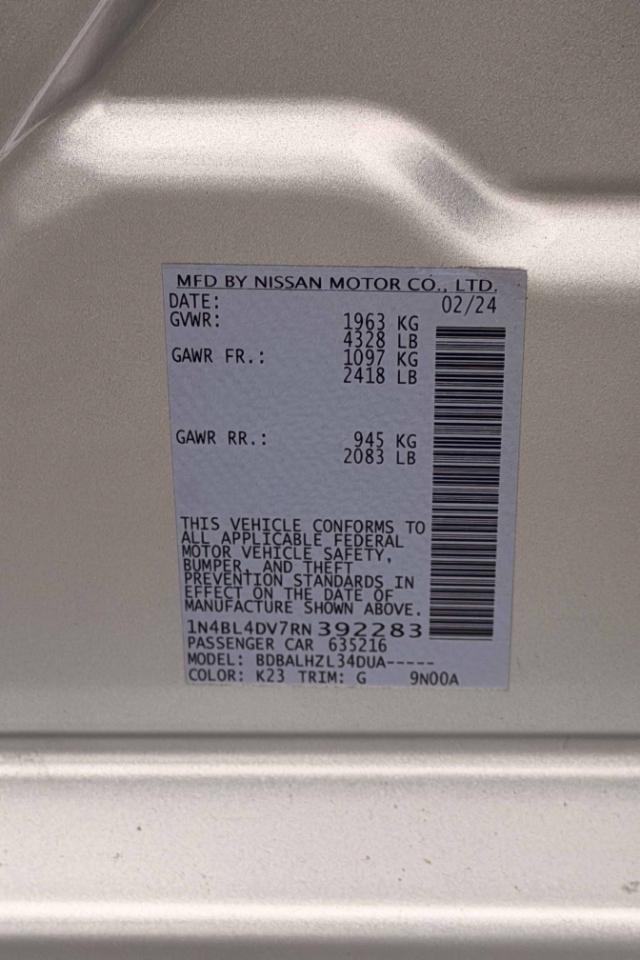 MFD BY NISSAN MOTOR CO., LTD.
DATE: 02/24
GVWR: 1963 KG
4328 LB
GAWR FR.: 1097 KG
2418 LB
GAWR RR.: 945 KG
2083 LB
THIS VEHICLE CONFORMS TO
ALL APPLICABLE FEDERAL
MOTOR VEHICLE SAFETY,
BUMPER, AND THEFT
PREVENTION STANDARDS IN
EFFECT ON THE DATE OF
MANUFACTURE SHOWN ABOVE.
1N4BL4DV7RN392283
PASSENGER CAR 635216
MODEL: BDBALHZL34DUA-----
COLOR: K23 TRIM: G 9N00A